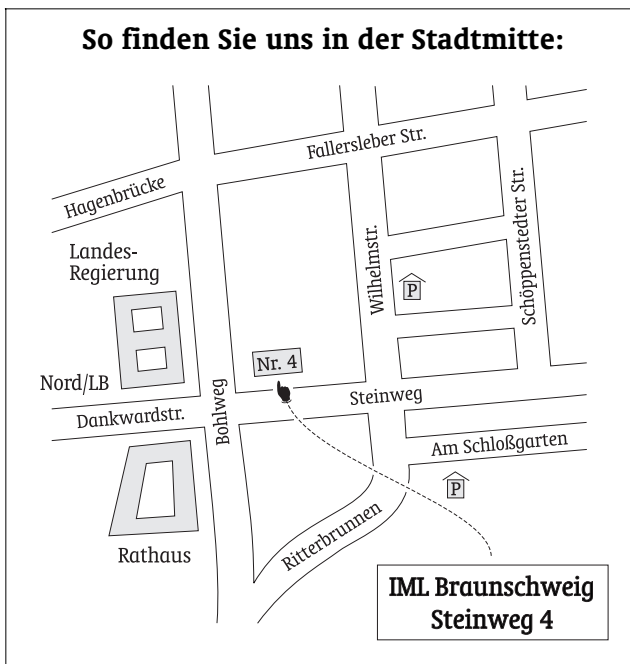 So finden Sie uns in der Stadtmitte:
Fallersleber Str.
Hagenbrücke
Schöppenstedter Str.
Landes-
Regierung
Wilhelmstr.
P
Nr. 4
Nord/LB
Steinweg
Bohlweg
Dankwardstr.
Am Schloßgarten
P
Ritterbrunnen
Rathaus
IML Braunschweig
Steinweg 4